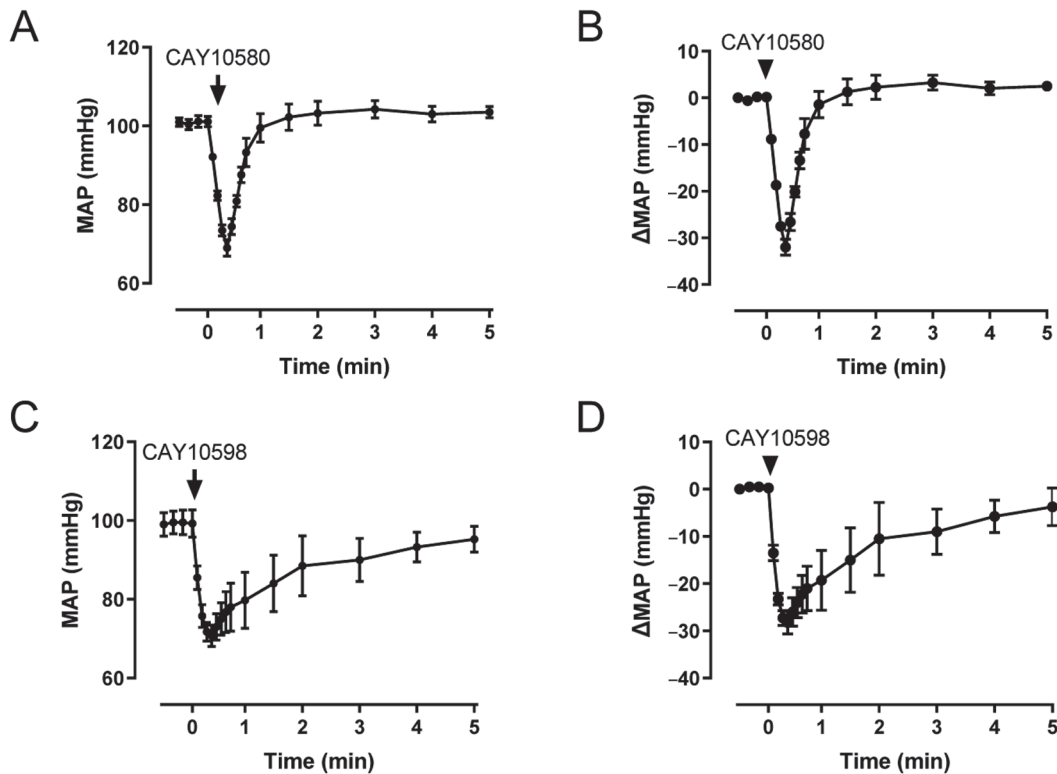 A
CAY10580
MAP (mmHg)
120
100
80
60
0 1 2 3 4 5
Time (min)
B
CAY10580
ΔMAP (mmHg)
10
0
–10
–20
–30
–40
0 1 2 3 4 5
Time (min)
C
CAY10598
MAP (mmHg)
120
100
80
60
0 1 2 3 4 5
Time (min)
D
CAY10598
ΔMAP (mmHg)
10
0
–10
–20
–30
–40
0 1 2 3 4 5
Time (min)